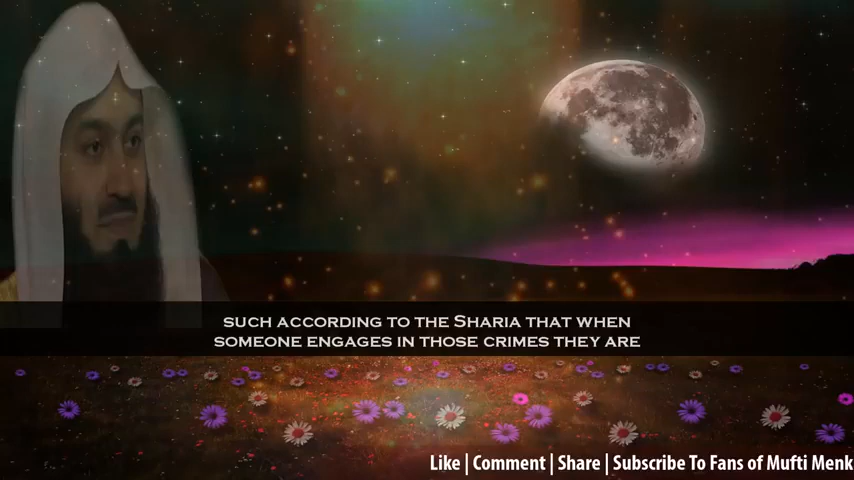 such according to the Sharia that when
someone engages in those crimes they are
Like | Comment | Share | Subscribe To Fans of Mufti Menk